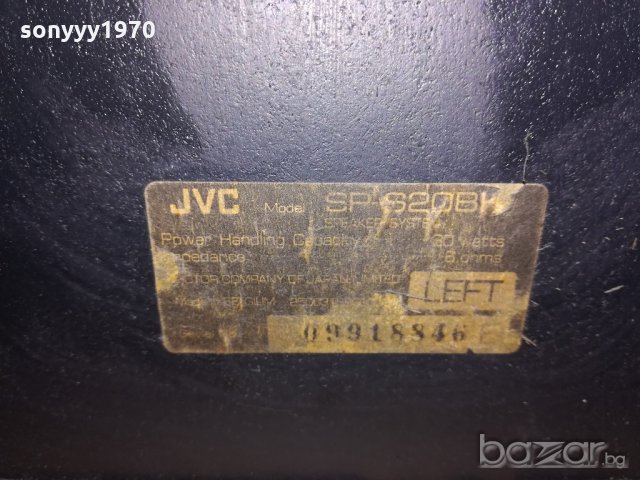 sonyyy1970
JVC Model SP-S20BK
SPEAKER SYSTEM
Power Handling Capacity 30 watts
Impedance 6 ohms
VICTOR COMPANY OF JAPAN, LIMITED
LEFT
09918846
bazar.bg